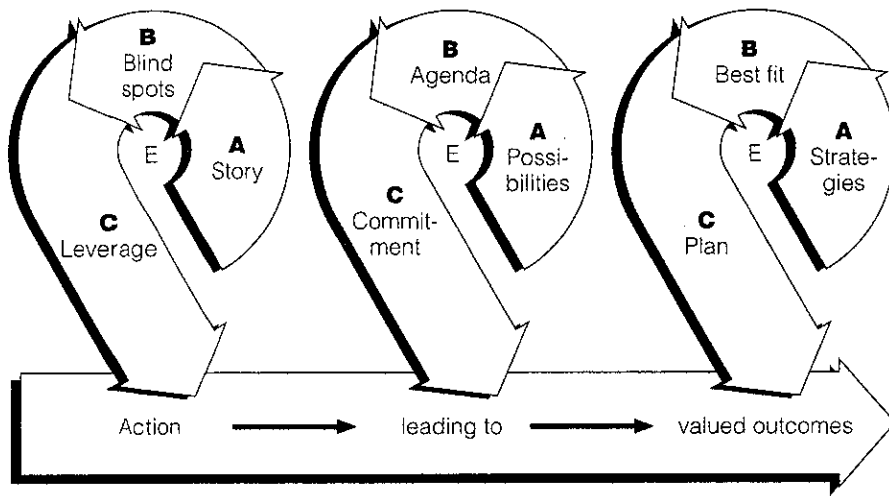 B
Blind
spots
E
A
Story
C
Leverage
B
Agenda
E
A
Possi-
bilities
C
Commit-
ment
B
Best fit
E
A
Strate-
gies
C
Plan
Action
leading to
valued outcomes